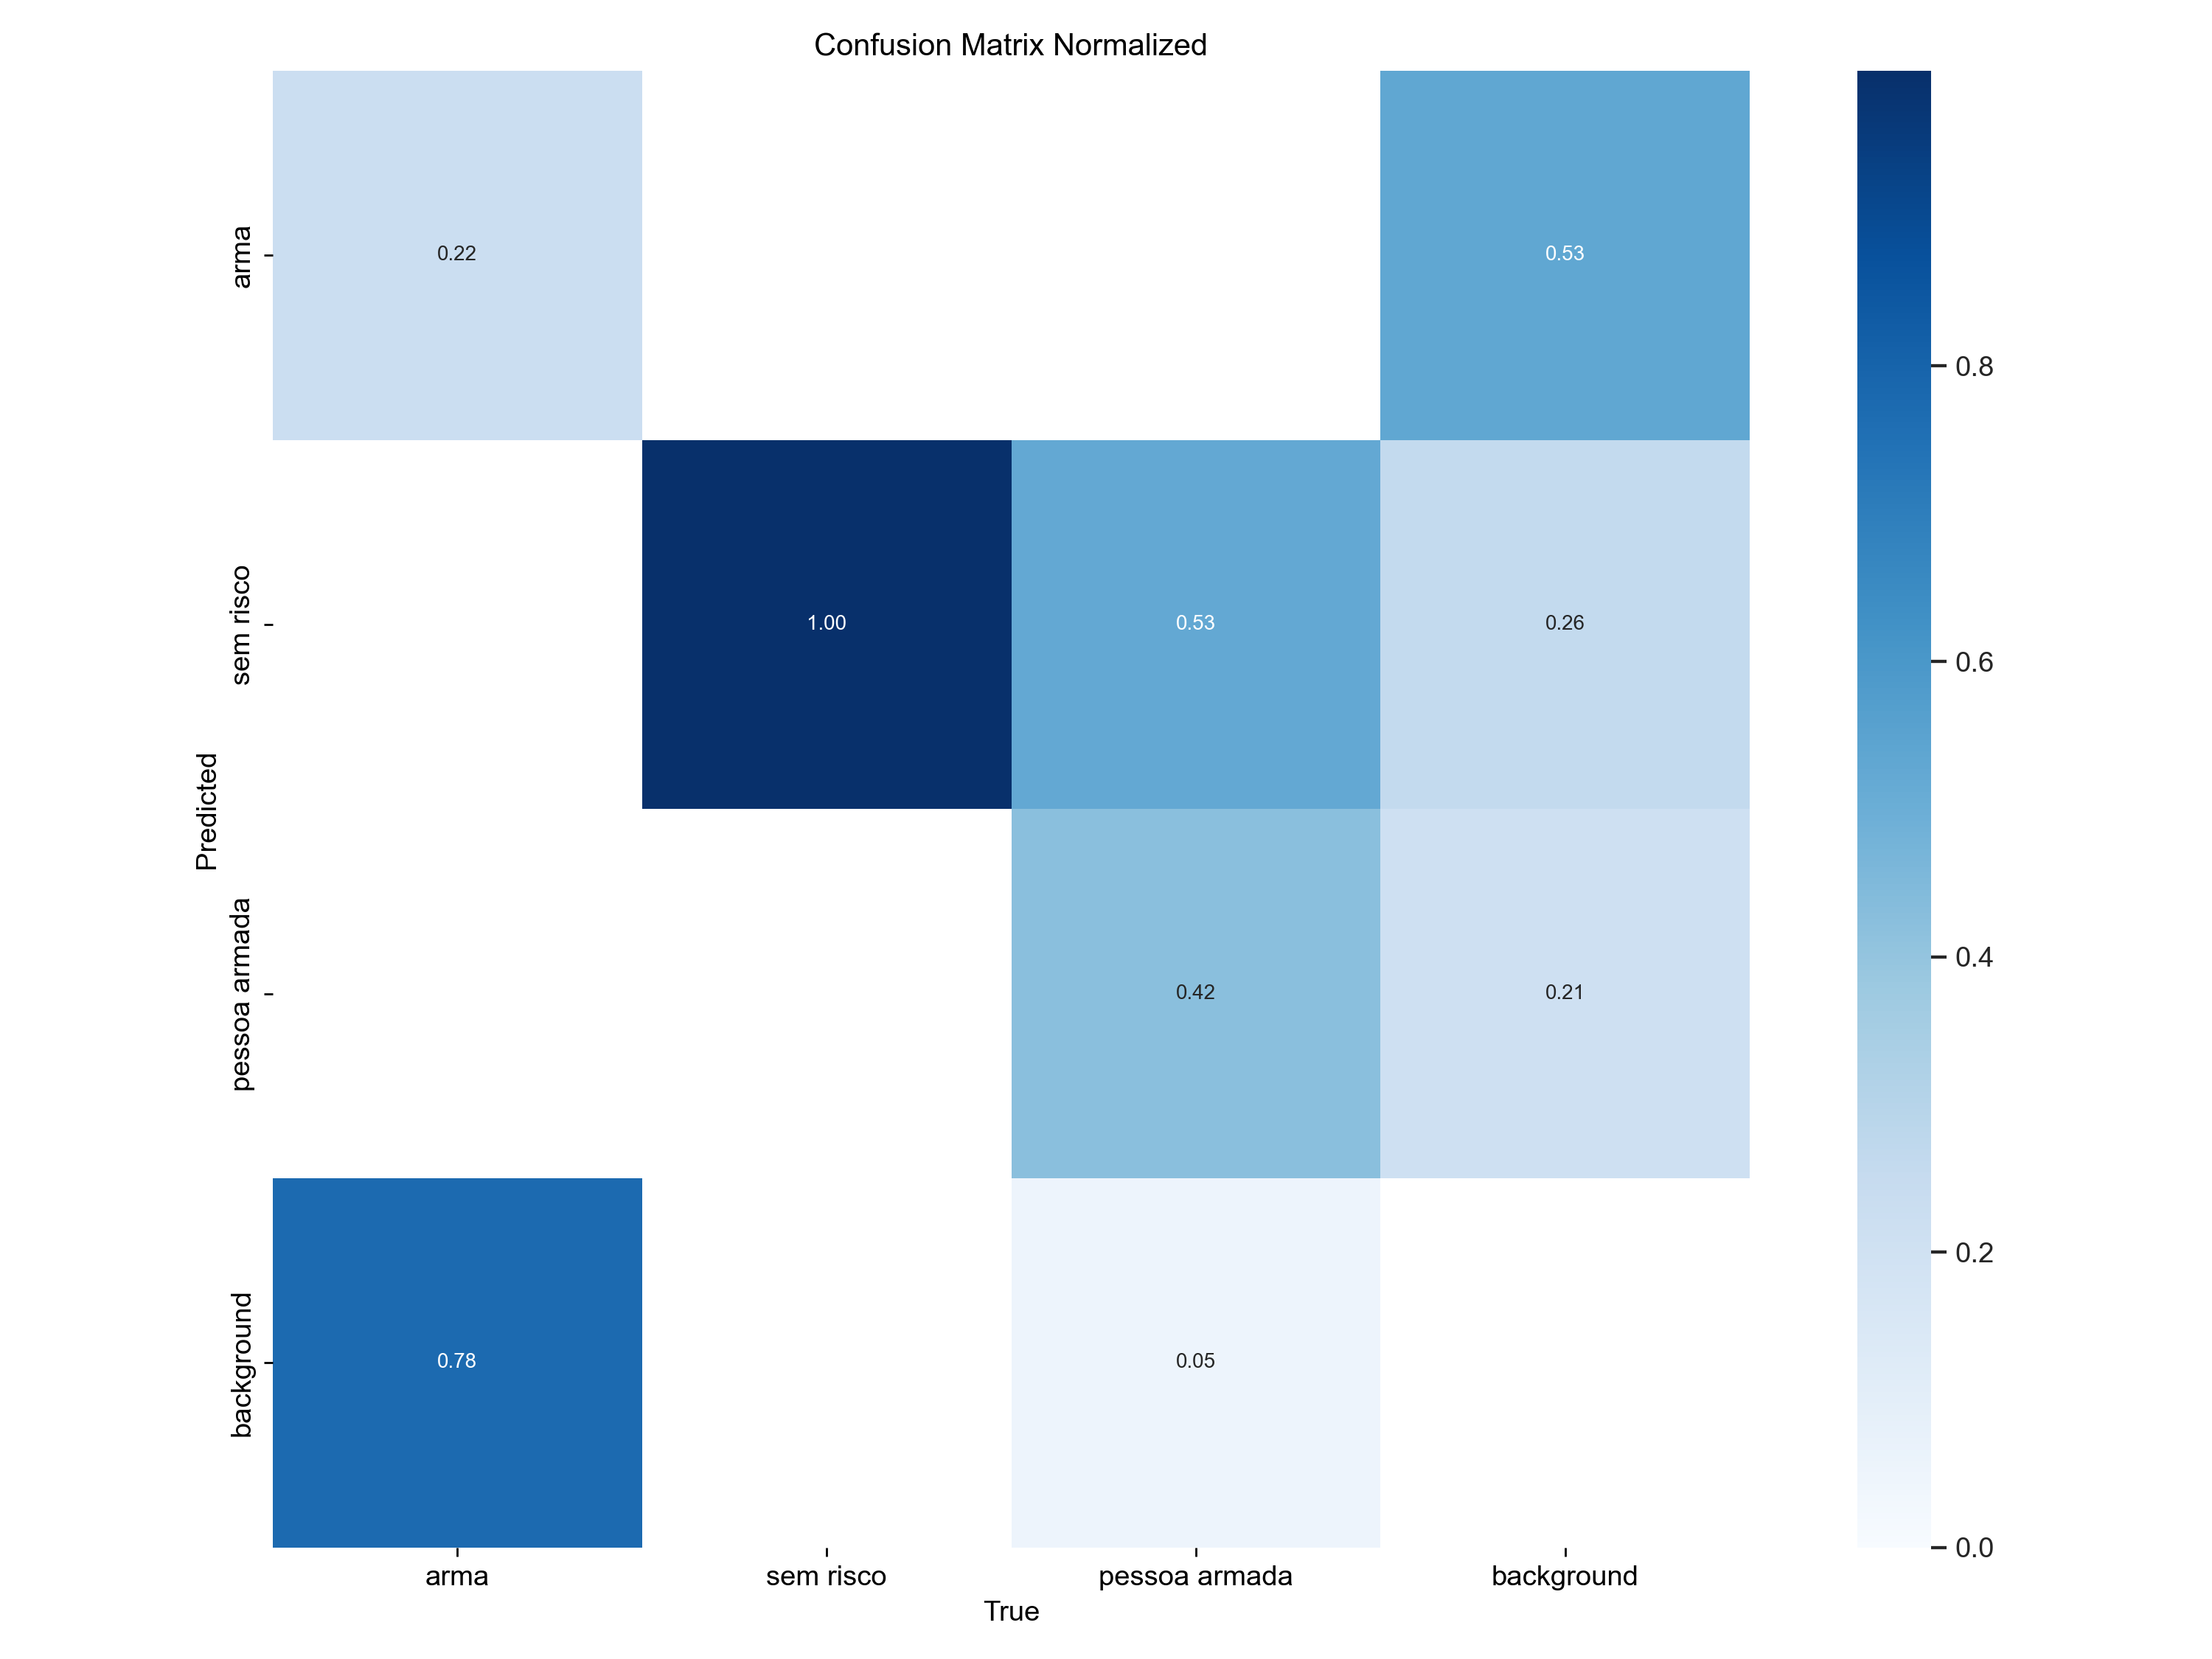 Confusion Matrix Normalized
arma
0.22
0.53
sem risco
1.00
0.53
0.26
pessoa armada
0.42
0.21
background
0.78
0.05
Predicted
arma
sem risco
pessoa armada
background
True
0.8
0.6
0.4
0.2
0.0